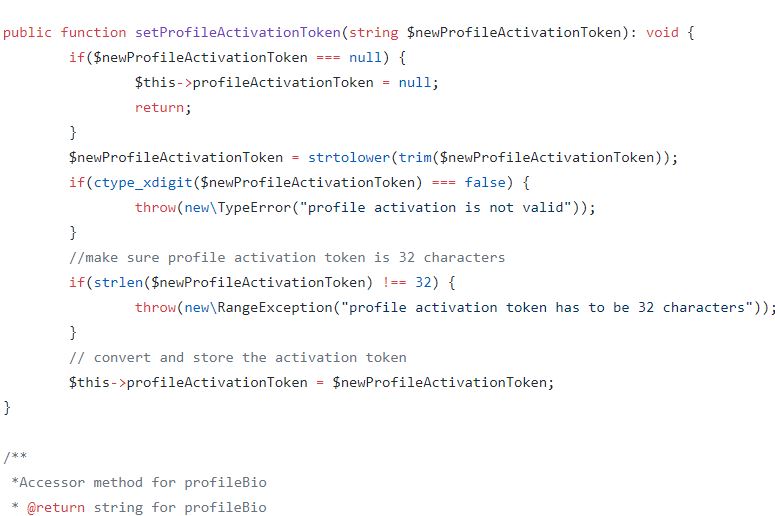 public function setProfileActivationToken(string $newProfileActivationToken): void {
if($newProfileActivationToken === null) {
$this->profileActivationToken = null;
return;
}
$newProfileActivationToken = strtolower(trim($newProfileActivationToken));
if(ctype_xdigit($newProfileActivationToken) === false) {
throw(new\TypeError("profile activation is not valid"));
}
//make sure profile activation token is 32 characters
if(strlen($newProfileActivationToken) !== 32) {
throw(new\RangeException("profile activation token has to be 32 characters"));
}
// convert and store the activation token
$this->profileActivationToken = $newProfileActivationToken;
}
/**
*Accessor method for profileBio
* @return string for profileBio